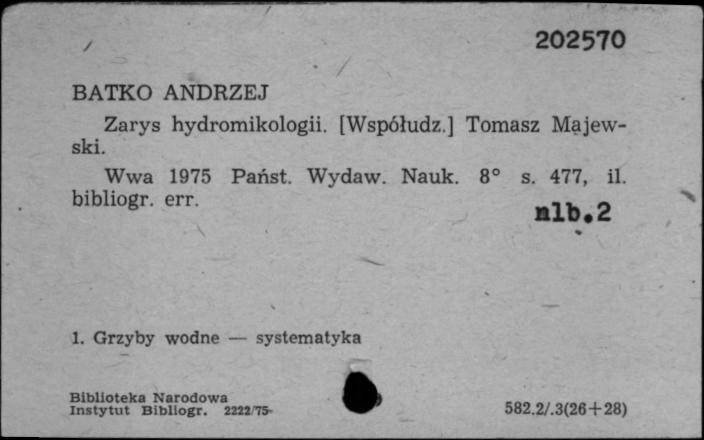 202570
BATKO ANDRZEJ
Zarys hydromikologii. [Współudz.] Tomasz Majew-
ski.
Wwa 1975 Państ. Wydaw. Nauk. 8° s. 477, il.
bibliogr. err.
nlb.2
1. Grzyby wodne — systematyka
Biblioteka Narodowa
Instytut Bibliogr. 2222/75
582.2/.3(26+28)